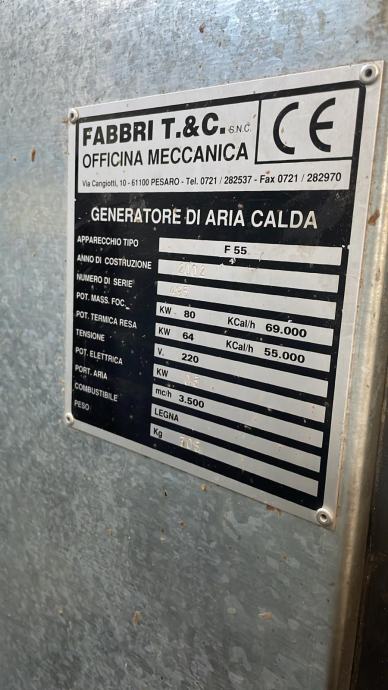 FABBRI T.&C. S.N.C.
OFFICINA MECCANICA
CE
Via Cangiotti, 10 - 61100 PESARO - Tel. 0721 / 282537 - Fax 0721 / 282970
GENERATORE DI ARIA CALDA
APPARECCHIO TIPO F 55
ANNO DI COSTRUZIONE
NUMERO DI SERIE
POT. MASS. FOC. KW 80 KCal/h 69.000
POT. TERMICA RESA KW 64 KCal/h 55.000
TENSIONE V. 220
POT. ELETTRICA KW
PORT. ARIA mc/h 3.500
COMBUSTIBILE LEGNA
PESO Kg